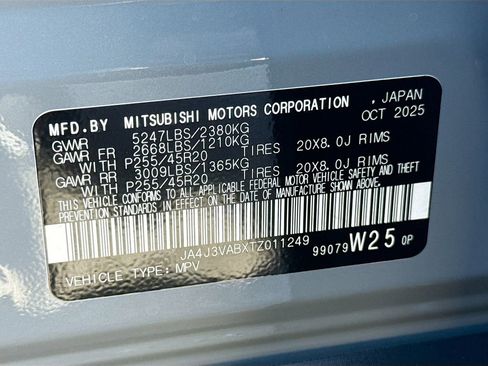 MFD.BY MITSUBISHI MOTORS CORPORATION , JAPAN
GVWR 5247LBS/2380KG OCT 2025
GAWR FR 2668LBS/1210KG
WITH P255/45R20 TIRES 20X8.0J RIMS
GAWR RR 3009LBS/1365KG
WITH P255/45R20 TIRES 20X8.0J RIMS
THIS VEHICLE CONFORMS TO ALL APPLICABLE FEDERAL MOTOR VEHICLE SAFETY AND THEFT
PREVENTION STANDARDS IN EFFECT ON THE DATE OF MANUFACTURE SHOWN ABOVE.
JA4J3VABXTZ011249
99079 W25 0P
VEHICLE TYPE: MPV